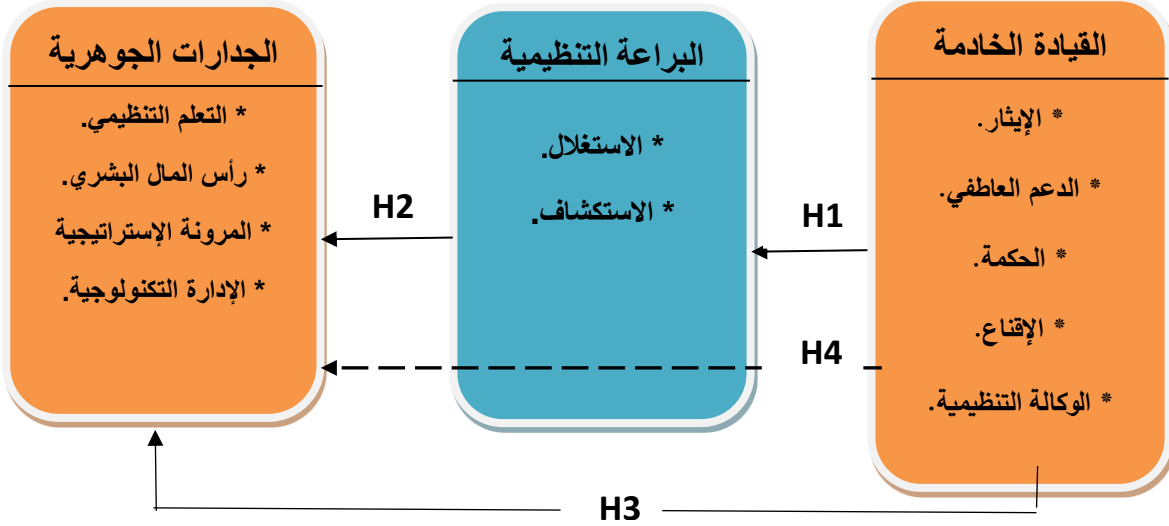 القيادة الخادمة
* الإيثار.
* الدعم العاطفي.
* الحكمة.
* الإقناع.
* الوكالة التنظيمية.
H1
H4
البراعة التنظيمية
* الاستغلال.
* الاستكشاف.
H2
الجدارات الجوهرية
* التعلم التنظيمي.
* رأس المال البشري.
* المرونة الإستراتيجية
* الإدارة التكنولوجية.
H3